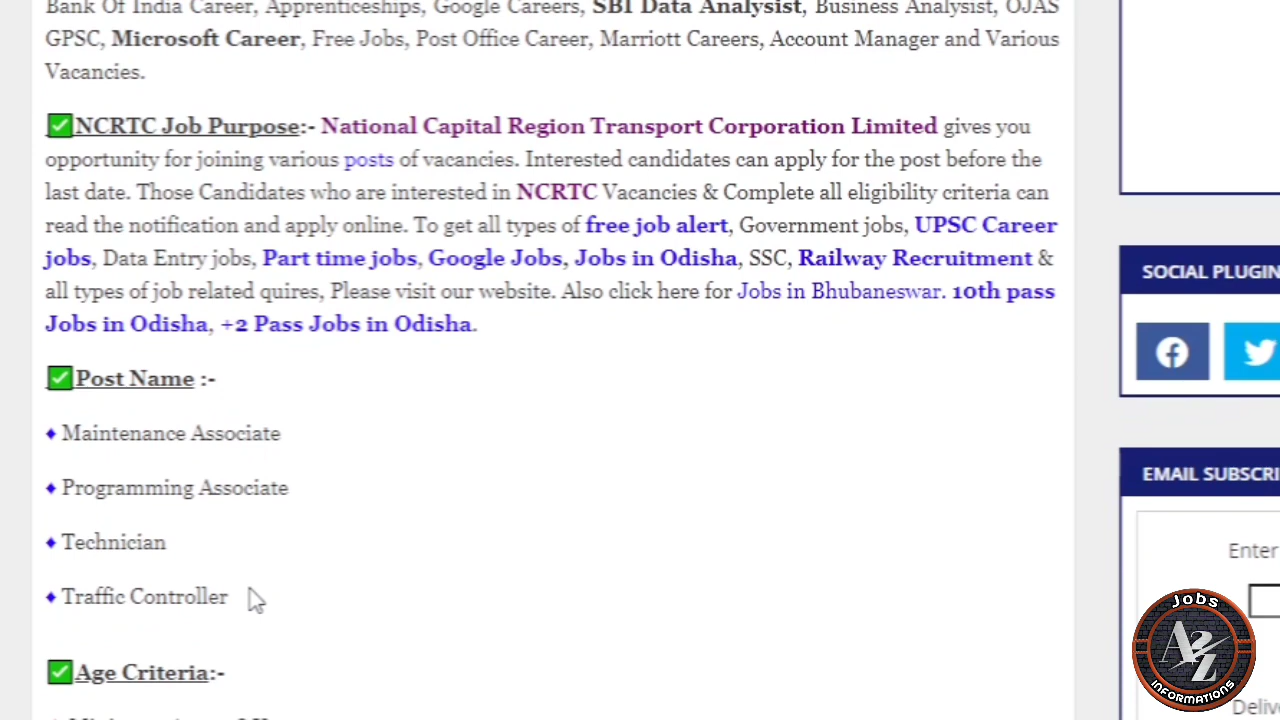 Bank Of India Career, Apprenticeships, Google Careers, SBI Data Analysist, Business Analysist, OJAS
GPSC, Microsoft Career, Free Jobs, Post Office Career, Marriott Careers, Account Manager and Various
Vacancies.
✅NCRTC Job Purpose:- National Capital Region Transport Corporation Limited gives you
opportunity for joining various posts of vacancies. Interested candidates can apply for the post before the
last date. Those Candidates who are interested in NCRTC Vacancies & Complete all eligibility criteria can
read the notification and apply online. To get all types of free job alert, Government jobs, UPSC Career
jobs, Data Entry jobs, Part time jobs, Google Jobs, Jobs in Odisha, SSC, Railway Recruitment &
all types of job related quires, Please visit our website. Also click here for Jobs in Bhubaneswar. 10th pass
Jobs in Odisha, +2 Pass Jobs in Odisha.
✅Post Name :-
♦ Maintenance Associate
♦ Programming Associate
♦ Technician
♦ Traffic Controller
✅Age Criteria:-
SOCIAL PLUGIN
EMAIL SUBSCRI
Enter
Deliv
Jobs
A2Z
INFORMATIONS